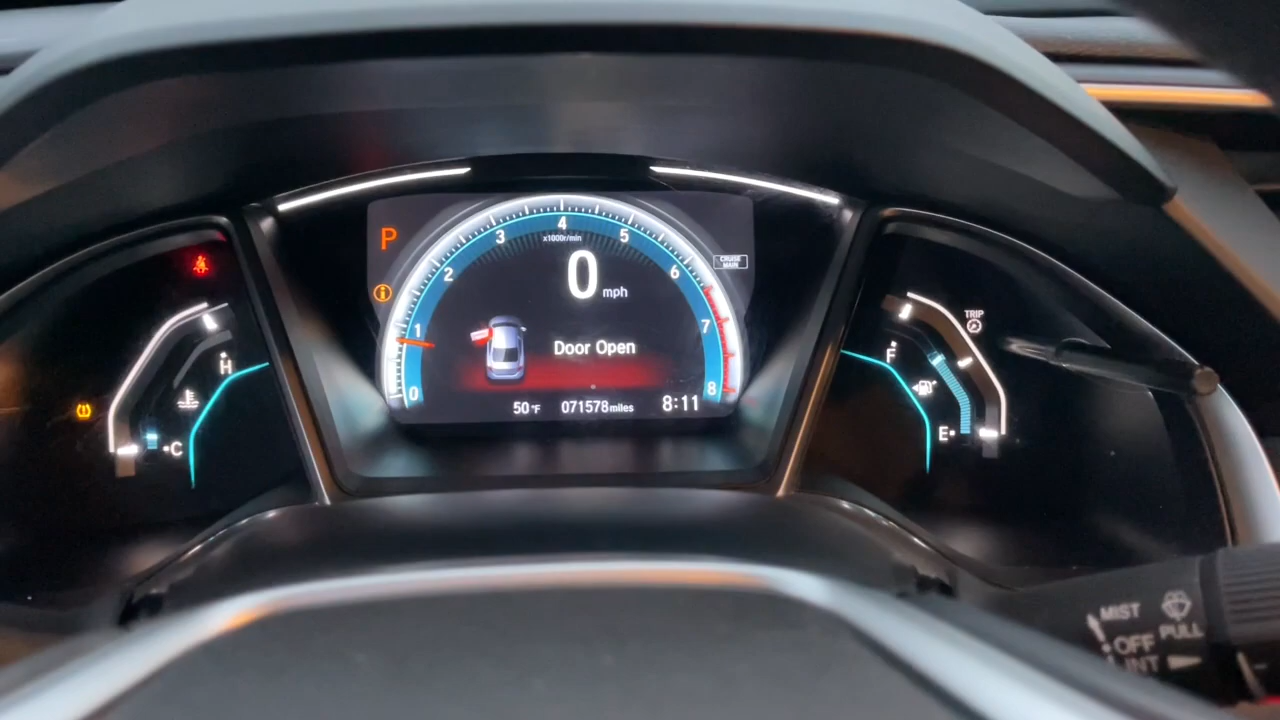 P
0
1
2
3
4
5
6
7
8
x1000r/min
0 mph
CRUISE
MAIN
Door Open
50°F 071578miles 8:11
H
C
TRIP
F
E
MIST
OFF PULL
INT